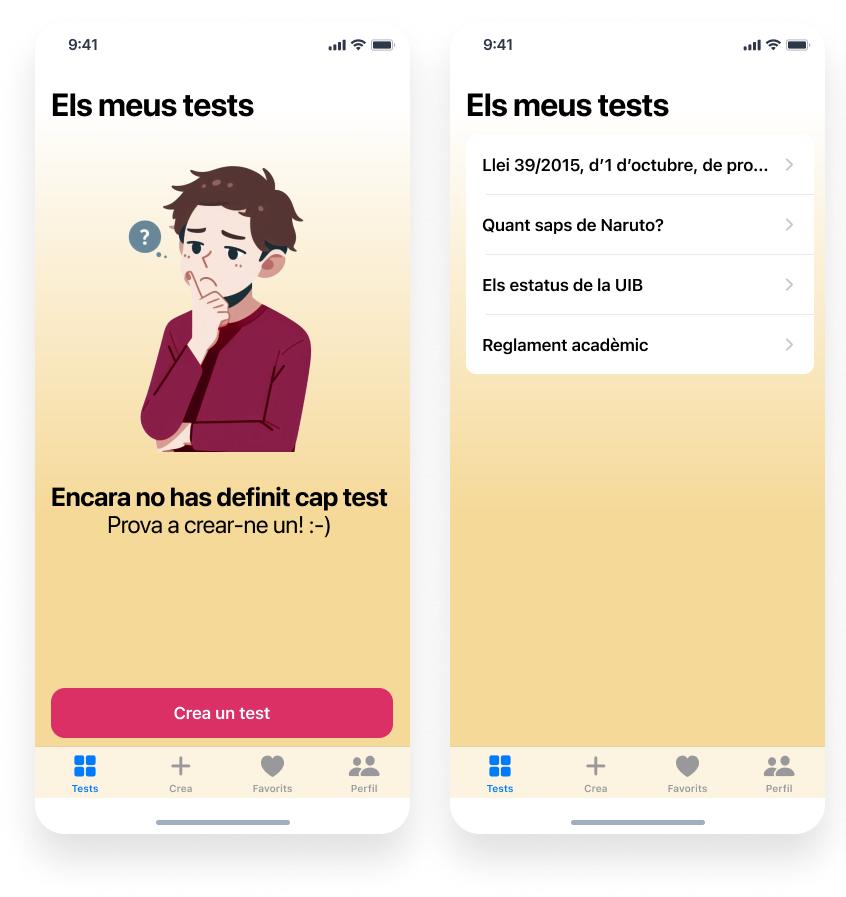 9:41
Els meus tests
?
Encara no has definit cap test
Prova a crear-ne un! :-)
Crea un test
Tests
Crea
Favorits
Perfil
9:41
Els meus tests
Llei 39/2015, d’1 d’octubre, de pro...
Quant saps de Naruto?
Els estatus de la UIB
Reglament acadèmic
Tests
Crea
Favorits
Perfil